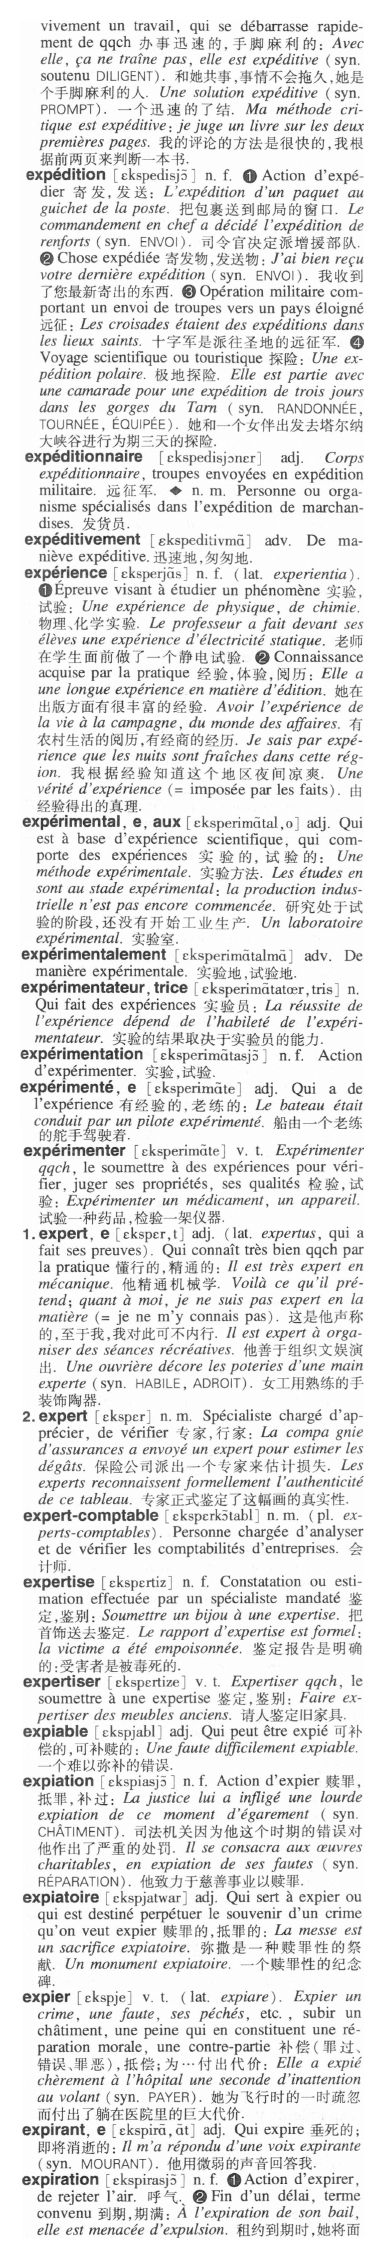 vivement un travail, qui se débarrasse rapide-
ment de qqch 办事迅速的,手脚麻利的: Avec
elle, ça ne traîne pas, elle est expéditive (syn.
soutenu DILIGENT). 和她共事,事情不会拖久,她是
个手脚麻利的人. Une solution expéditive (syn.
PROMPT). 一个迅速的了结. Ma méthode cri-
tique est expéditive; je juge un livre sur les deux
premières pages. 我的评论的方法是很快的,我根
据前两页来判断一本书.
expédition [ɛkspedisjɔ̃] n. f. ❶ Action d'expé-
dier 寄发,发送: L'expédition d'un paquet au
guichet de la poste. 把包裹送到邮局的窗口. Le
commandement en chef a décidé l'expédition de
renforts (syn. ENVOI). 司令官决定派增援部队.
❷ Chose expédiée 寄发物,发送物: J'ai bien reçu
votre dernière expédition (syn. ENVOI). 我收到
了您最新寄出的东西. ❸ Opération militaire com-
portant un envoi de troupes vers un pays éloigné
远征: Les croisades étaient des expéditions dans
les lieux saints. 十字军是派往圣地的远征军. ❹
Voyage scientifique ou touristique 探险: Une ex-
pédition polaire. 极地探险. Elle est partie avec
une camarade pour une expédition de trois jours
dans les gorges du Tarn (syn. RANDONNÉE,
TOURNÉE, ÉQUIPÉE). 她和一个女伴出发去塔尔纳
大峡谷进行为期三天的探险.
expéditionnaire [ɛkspedisjɔnɛr] adj. Corps
expéditionnaire, troupes envoyées en expédition
militaire. 远征军. ◆ n. m. Personne ou orga-
nisme spécialisés dans l'expédition de marchan-
dises. 发货员.
expéditivement [ɛkspeditivmɑ̃] adv. De ma-
niève expéditive. 迅速地,匆匆地.
expérience [ɛksperjɑ̃s] n. f. (lat. experientia).
❶ Épreuve visant à étudier un phénomène 实验,
试验: Une expérience de physique, de chimie.
物理、化学实验. Le professeur a fait devant ses
élèves une expérience d'électricité statique. 老师
在学生面前做了一个静电试验. ❷ Connaissance
acquise par la pratique 经验,体验,阅历: Elle a
une longue expérience en matière d'édition. 她在
出版方面有很丰富的经验. Avoir l'expérience de
la vie à la campagne, du monde des affaires. 有
农村生活的阅历,有经商的经历. Je sais par expé-
rience que les nuits sont fraîches dans cette rég-
ion. 我根据经验知道这个地区夜间凉爽. Une
vérité d'expérience (= imposée par les faits). 由
经验得出的真理.
expérimental, e, aux [ɛksperimɑ̃tal,o] adj. Qui
est à base d'expérience scientifique, qui com-
porte des expériences 实验的,试验的: Une
méthode expérimentale. 实验方法. Les études en
sont au stade expérimental; la production indus-
trielle n'est pas encore commencée. 研究处于试
验的阶段,还没有开始工业生产. Un laboratoire
expérimental. 实验室.
expérimentalement [ɛksperimɑ̃talmɑ̃] adv. De
manière expérimentale. 实验地,试验地.
expérimentateur, trice [ɛksperimɑ̃tatœr,tris] n.
Qui fait des expériences 实验员: La réussite de
l'expérience dépend de l'habileté de l'expéri-
mentateur. 实验的结果取决于实验员的能力.
expérimentation [ɛksperimɑ̃tasjɔ̃] n. f. Action
d'expérimenter. 实验,试验.
expérimenté, e [ɛksperimɑ̃te] adj. Qui a de
l'expérience 有经验的,老练的: Le bateau était
conduit par un pilote expérimenté. 船由一个老练
的舵手驾驶着.
expérimenter [ɛksperimɑ̃te] v. t. Expérimenter
qqch, le soumettre à des expériences pour véri-
fier, juger ses propriétés, ses qualités 检验,试
验: Expérimenter un médicament, un appareil.
试验一种药品,检验一架仪器.
1. expert, e [ɛkspɛr,t] adj. (lat. expertus, qui a
fait ses preuves). Qui connaît très bien qqch par
la pratique 懂行的,精通的: Il est très expert en
mécanique. 他精通机械学. Voilà ce qu'il pré-
tend; quant à moi, je ne suis pas expert en la
matière (= je ne m'y connais pas). 这是他声称
的,至于我,我对此可不内行. Il est expert à orga-
niser des séances récréatives. 他善于组织文娱演
出. Une ouvrière décore les poteries d'une main
experte (syn. HABILE, ADROIT). 女工用熟练的手
装饰陶器.
2. expert [ɛkspɛr] n. m. Spécialiste chargé d'ap-
précier, de vérifier 专家,行家: La compa gnie
d'assurances a envoyé un expert pour estimer les
dégâts. 保险公司派出一个专家来估计损失. Les
experts reconnaissent formellement l'authenticité
de ce tableau. 专家正式鉴定了这幅画的真实性.
expert-comptable [ɛkspɛrkɔ̃tabl] n. m. (pl. ex-
perts-comptables). Personne chargée d'analyser
et de vérifier les comptabilités d'entreprises. 会
计师.
expertise [ɛkspɛrtiz] n. f. Constatation ou esti-
mation effectuée par un spécialiste mandaté 鉴
定,鉴别: Soumettre un bijou à une expertise. 把
首饰送去鉴定. Le rapport d'expertise est formel:
la victime a été empoisonnée. 鉴定报告是明确
的:受害者是被毒死的.
expertiser [ɛkspɛrtize] v. t. Expertiser qqch, le
soumettre à une expertise 鉴定,鉴别: Faire ex-
pertiser des meubles anciens. 请人鉴定旧家具.
expiable [ɛkspjabl] adj. Qui peut être expié 可补
偿的,可补赎的: Une faute difficilement expiable.
一个难以弥补的错误.
expiation [ɛkspiasjɔ̃] n. f. Action d'expier 赎罪,
抵罪,补过: La justice lui a infligé une lourde
expiation de ce moment d'égarement (syn.
CHÂTIMENT). 司法机关因为他这个时期的错误对
他作出了严重的处罚. Il se consacra aux œuvres
charitables, en expiation de ses fautes (syn.
RÉPARATION). 他致力于慈善事业以赎罪.
expiatoire [ɛkspjatwar] adj. Qui sert à expier ou
qui est destiné perpétuer le souvenir d'un crime
qu'on veut expier 赎罪的,抵罪的: La messe est
un sacrifice expiatoire. 弥撒是一种赎罪性的祭
献. Un monument expiatoire. 一个赎罪性的纪念
碑.
expier [ɛkspje] v. t. (lat. expiare). Expier un
crime, une faute, ses péchés, etc., subir un
châtiment, une peine qui en constituent une ré-
paration morale, une contre-partie 补偿(罪过、
错误、罪恶),抵偿;为…付出代价: Elle a expié
chèrement à l'hôpital une seconde d'inattention
au volant (syn. PAYER). 她为飞行时的一时疏忽
而付出了躺在医院里的巨大代价.
expirant, e [ɛkspirɑ̃, ɑ̃t] adj. Qui expire 垂死的;
即将消逝的: Il m'a répondu d'une voix expirante
(syn. MOURANT). 他用微弱的声音回答我.
expiration [ɛkspirasjɔ̃] n. f. ❶ Action d'expirer,
de rejeter l'air. 呼气. ❷ Fin d'un délai, terme
convenu 到期,期满: À l'expiration de son bail,
elle est menacée d'expulsion. 租约到期时,她将面